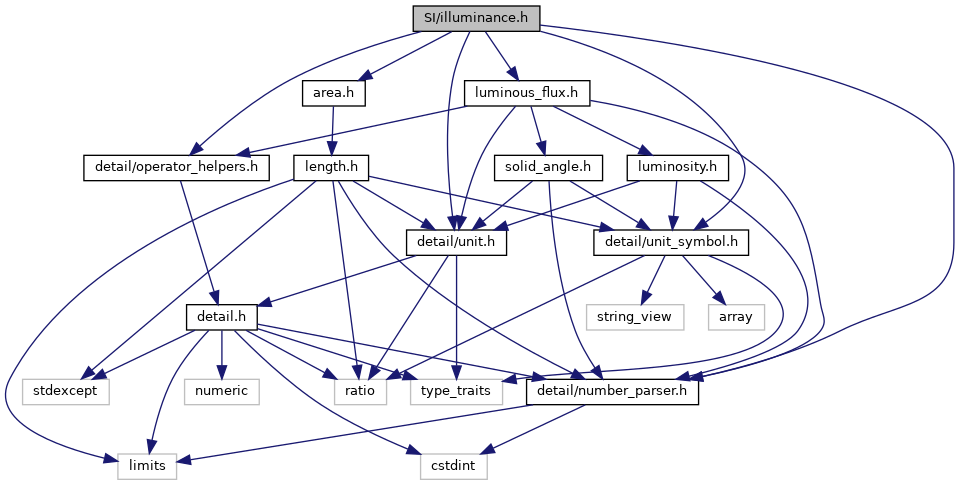 SI/illuminance.h
area.h
luminous_flux.h
detail/operator_helpers.h
length.h
solid_angle.h
luminosity.h
detail/unit.h
detail/unit_symbol.h
detail.h
string_view
array
stdexcept
numeric
ratio
type_traits
detail/number_parser.h
limits
cstdint